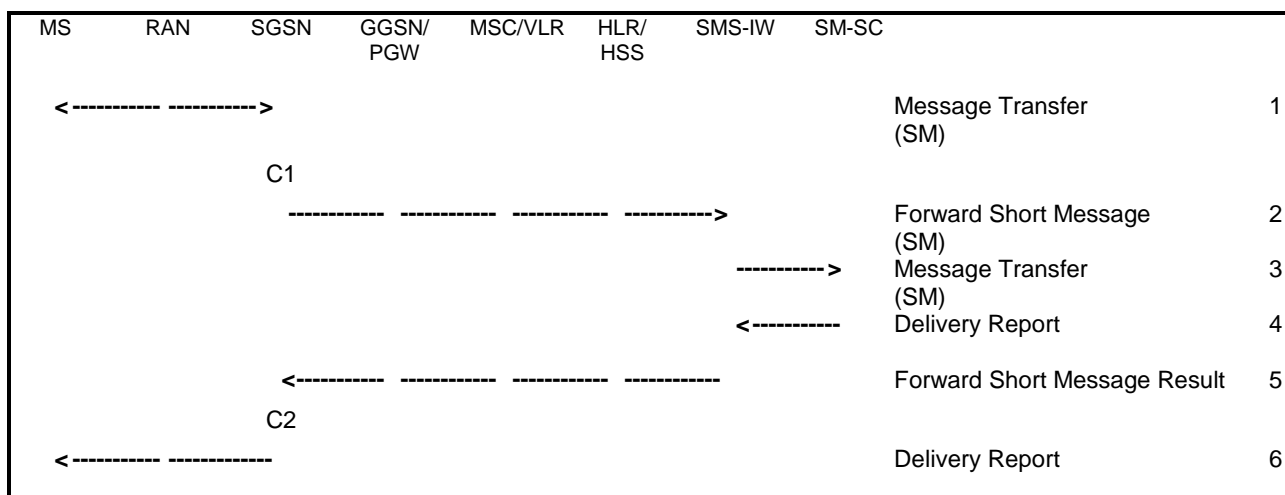 MS RAN SGSN GGSN/ MSC/VLR HLR/ SMS-IW SM-SC
PGW HSS
Message Transfer 1
(SM)
C1
Forward Short Message 2
(SM)
Message Transfer 3
(SM)
Delivery Report 4
Forward Short Message Result 5
C2
Delivery Report 6